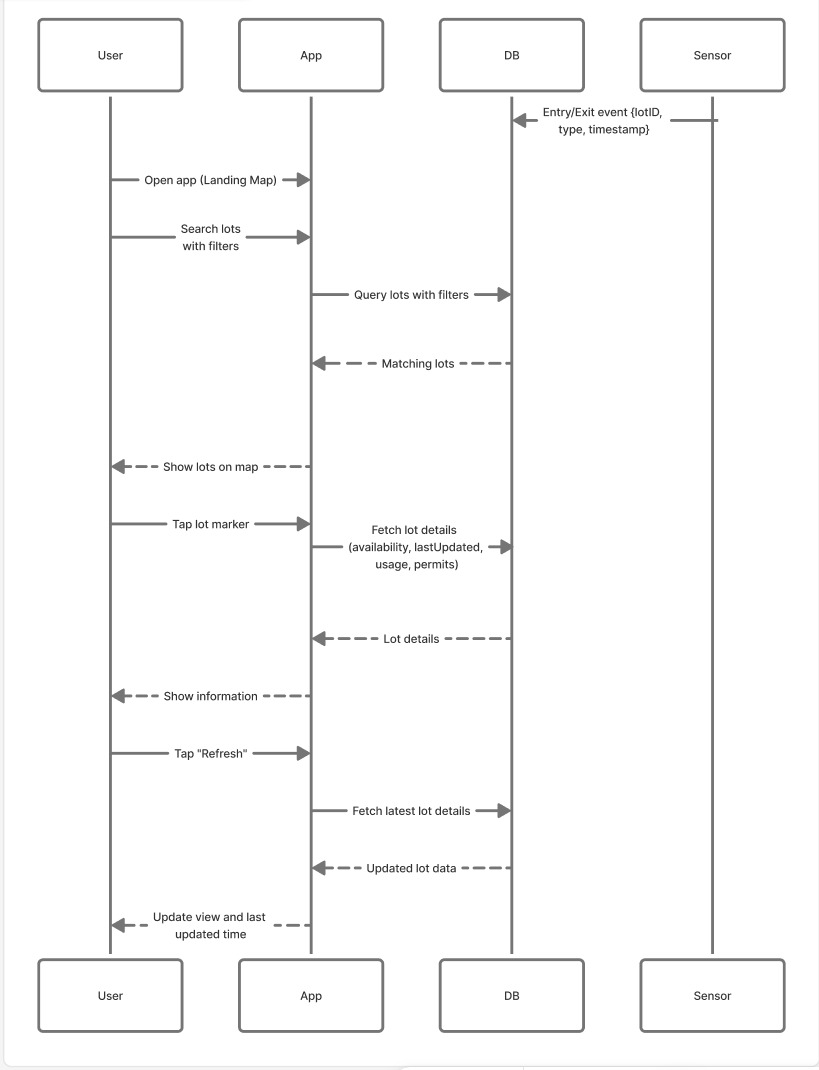 User
App
DB
Sensor
Entry/Exit event {lotID,
type, timestamp}
Open app (Landing Map)
Search lots
with filters
Query lots with filters
Matching lots
Show lots on map
Tap lot marker
Fetch lot details
(availability, lastUpdated,
usage, permits)
Lot details
Show information
Tap "Refresh"
Fetch latest lot details
Updated lot data
Update view and last
updated time
User
App
DB
Sensor